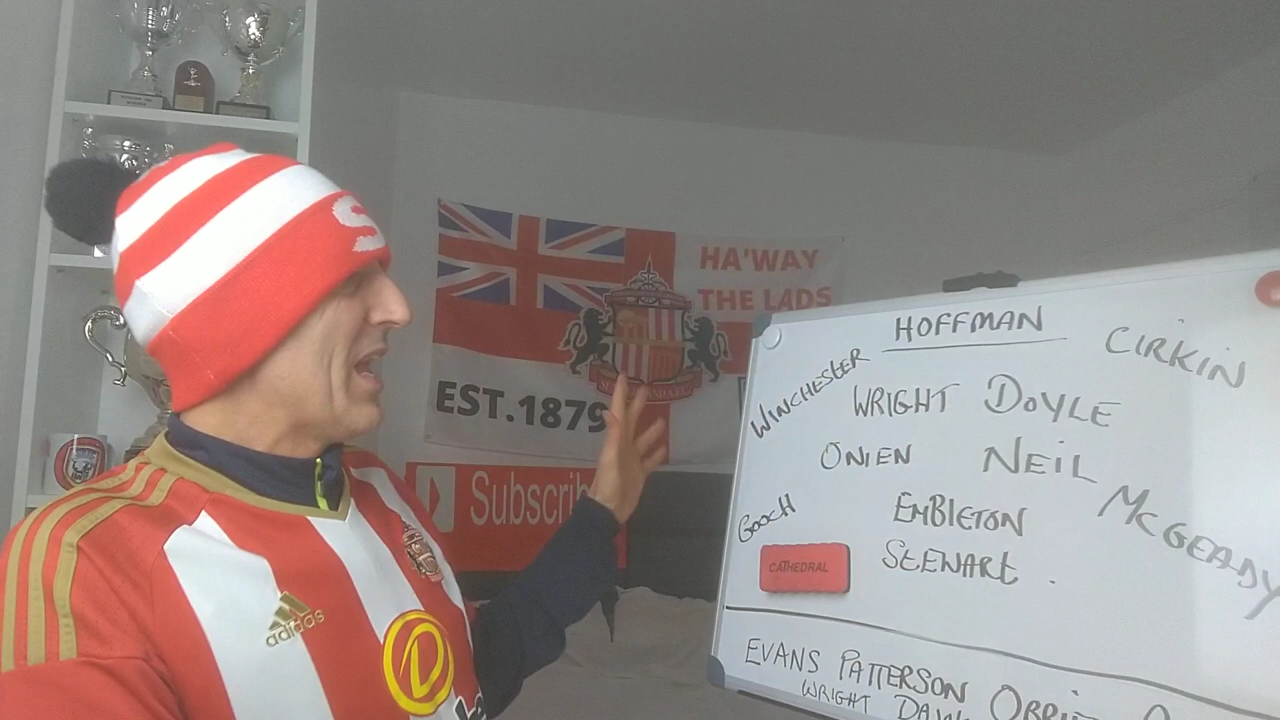 S
HA'WAY
THE LADS
EST.1879
Subscrib
adidas
HOFFMAN
CIRKIN
WINCHESTER
WRIGHT DOYLE
ONIEN NEIL
GOOCH
EMBLETON
MCGEADY
CATHEDRAL
STEWART .
EVANS PATTERSON OBRI
WRIGHT